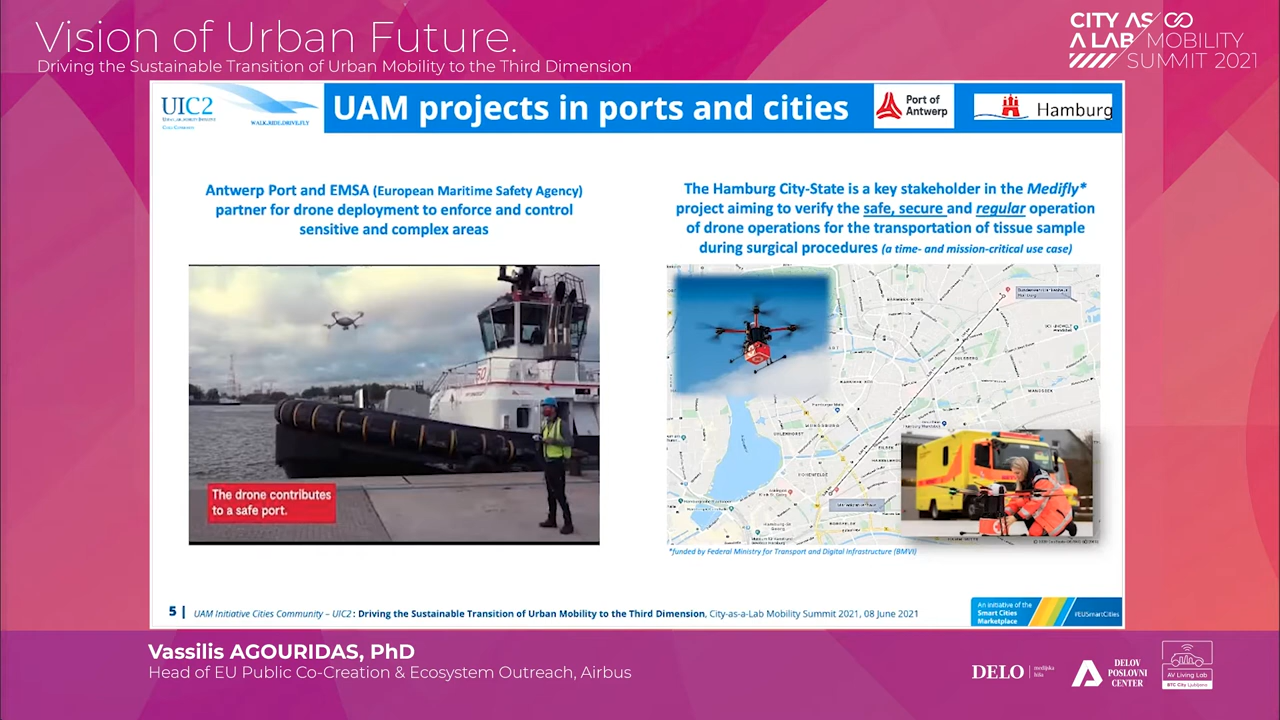 Vision of Urban Future.
Driving the Sustainable Transition of Urban Mobility to the Third Dimension
CITY AS
A LAB MOBILITY
SUMMIT 2021
UIC2
WALK.RIDE.DRIVE.FLY
UAM projects in ports and cities
Port of
Antwerp
Hamburg
Antwerp Port and EMSA (European Maritime Safety Agency)
partner for drone deployment to enforce and control
sensitive and complex areas
The Hamburg City-State is a key stakeholder in the Medifly*
project aiming to verify the safe, secure and regular operation
of drone operations for the transportation of tissue sample
during surgical procedures (a time- and mission-critical use case)
The drone contributes
to a safe port.
*funded by Federal Ministry for Transport and Digital Infrastructure (BMVI)
5 | UAM Initiative Cities Community – UIC2: Driving the Sustainable Transition of Urban Mobility to the Third Dimension, City-as-a-Lab Mobility Summit 2021, 08 June 2021
An initiative of the
Smart Cities
Marketplace
#EUSmartCities
Vassilis AGOURIDAS, PhD
Head of EU Public Co-Creation & Ecosystem Outreach, Airbus
DELO medijska
hiša
DELOV
POSLOVNI
CENTER
AV Living Lab
BTC City Ljubljana